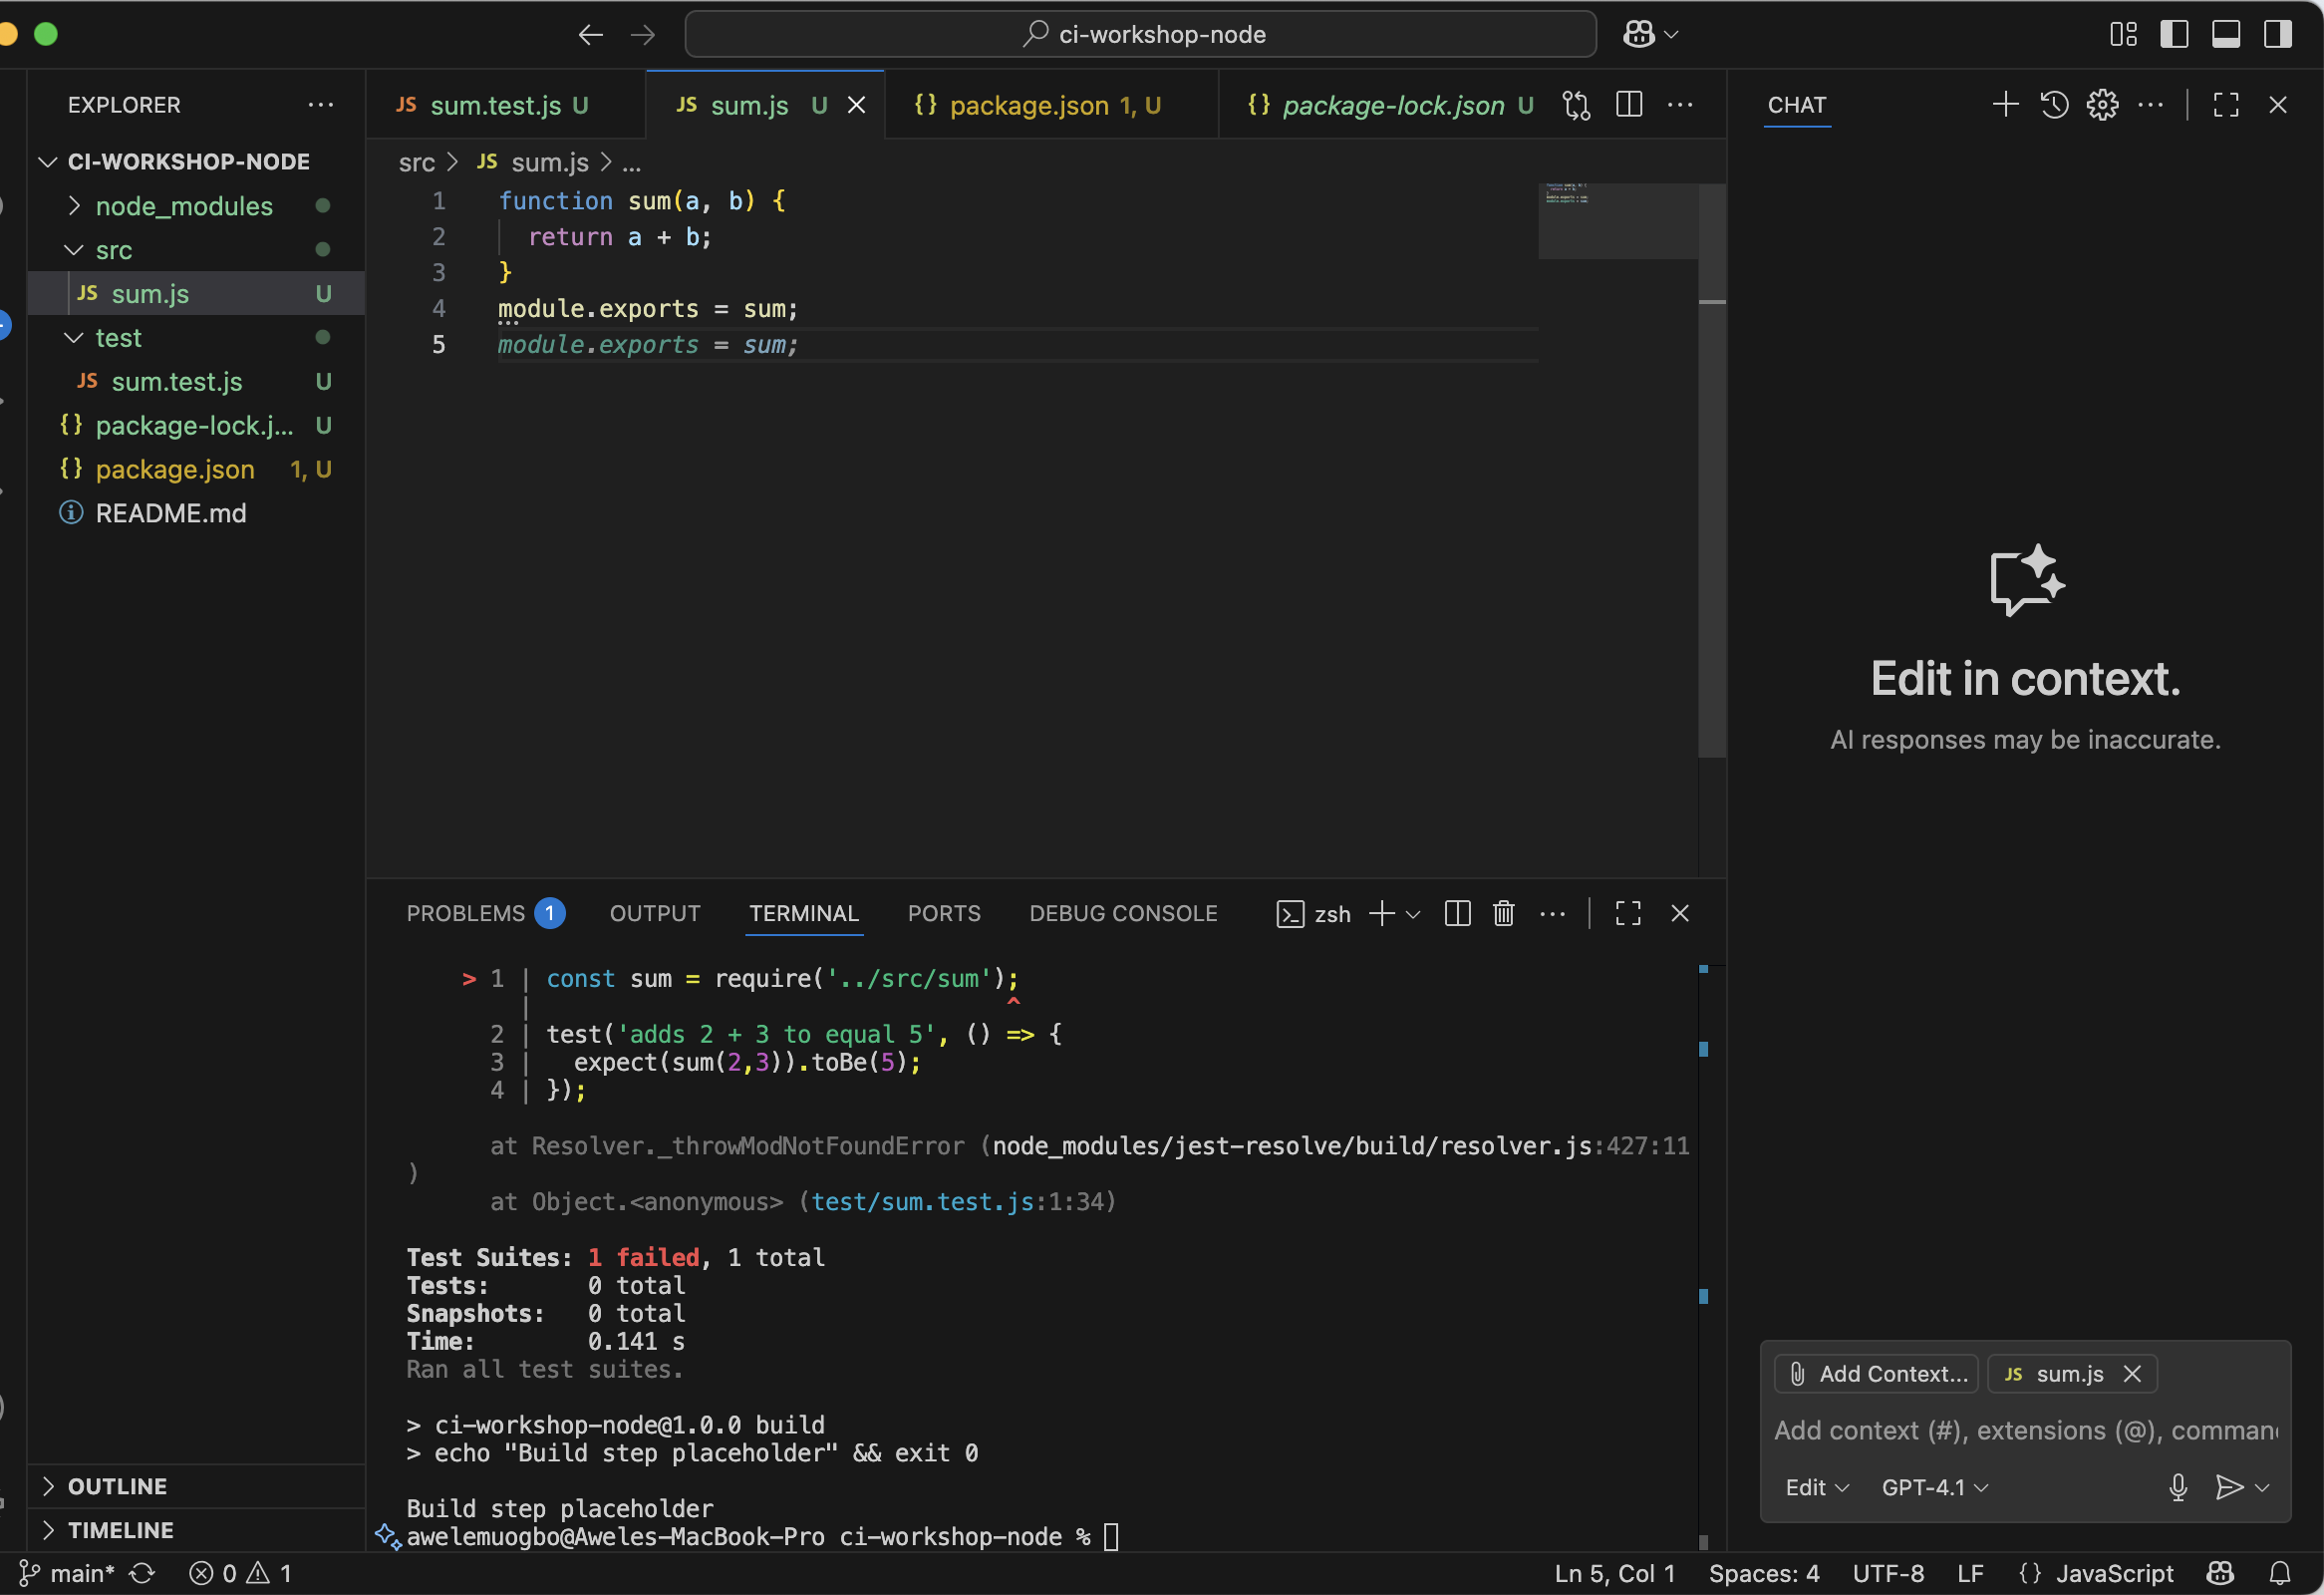 ci-workshop-node
EXPLORER
CI-WORKSHOP-NODE
node_modules
src
JS sum.js U
test
JS sum.test.js U
{} package-lock.j... U
{} package.json 1, U
README.md
OUTLINE
TIMELINE
JS sum.test.js U
JS sum.js U
{} package.json 1, U
{} package-lock.json U
src > JS sum.js > ...
1 function sum(a, b) {
2 return a + b;
3 }
4 module.exports = sum;
5 module.exports = sum;
PROBLEMS 1 OUTPUT TERMINAL PORTS DEBUG CONSOLE
zsh
> 1 | const sum = require('../src/sum');
| ^
2 | test('adds 2 + 3 to equal 5', () => {
3 | expect(sum(2,3)).toBe(5);
4 | });
at Resolver._throwModNotFoundError (node_modules/jest-resolve/build/resolver.js:427:11
)
at Object.<anonymous> (test/sum.test.js:1:34)
Test Suites: 1 failed, 1 total
Tests: 0 total
Snapshots: 0 total
Time: 0.141 s
Ran all test suites.
> ci-workshop-node@1.0.0 build
> echo "Build step placeholder" && exit 0
Build step placeholder
awelemuogbo@Aweles-MacBook-Pro ci-workshop-node %
CHAT
Edit in context.
AI responses may be inaccurate.
Add Context...
JS sum.js
Add context (#), extensions (@), comman
Edit GPT-4.1
main* 0 1
Ln 5, Col 1 Spaces: 4 UTF-8 LF {} JavaScript